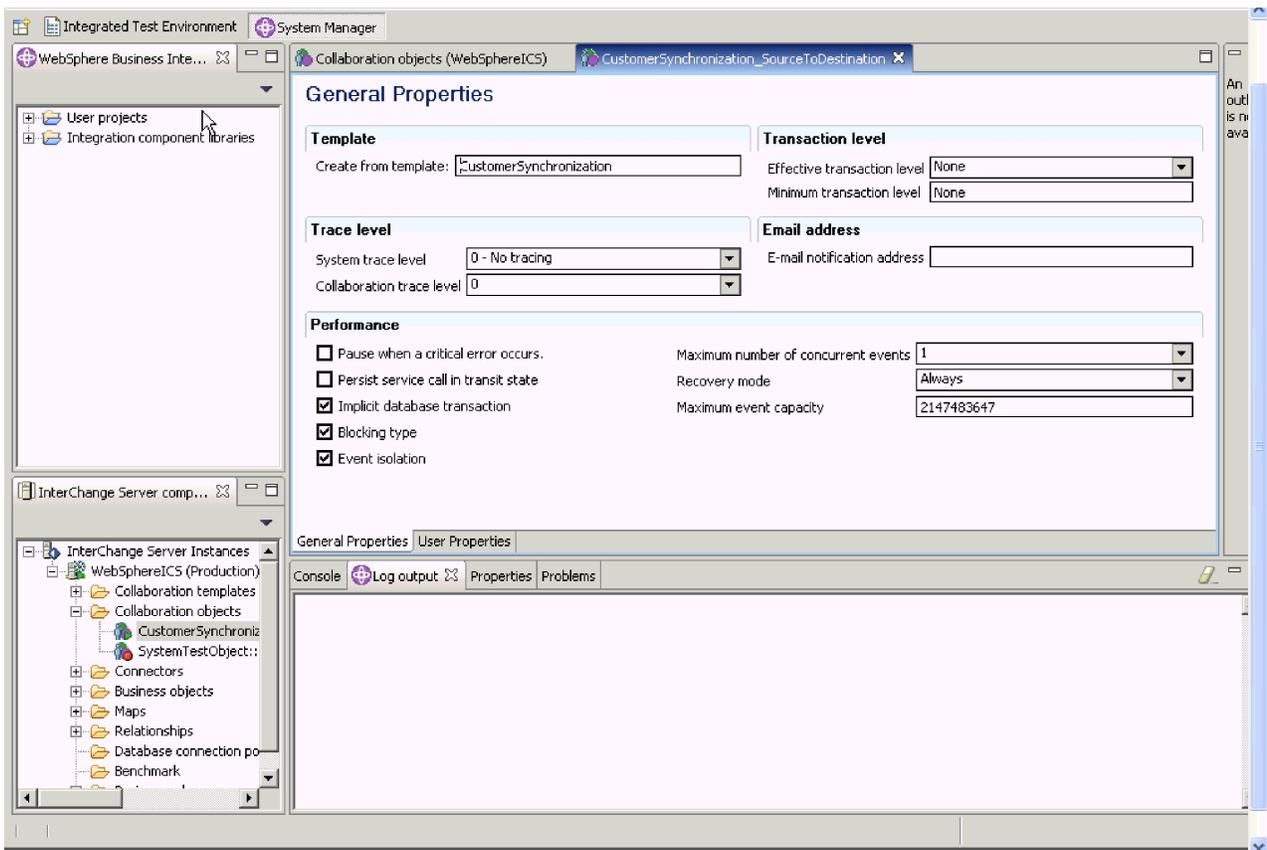 Integrated Test Environment System Manager
WebSphere Business Inte...
User projects
Integration component libraries
Collaboration objects (WebSphereICS)
CustomerSynchronization_SourceToDestination
General Properties
Template
Create from template: CustomerSynchronization
Transaction level
Effective transaction level None
Minimum transaction level None
Trace level
System trace level 0 - No tracing
Collaboration trace level 0
Email address
E-mail notification address
Performance
Pause when a critical error occurs.
Persist service call in transit state
Implicit database transaction
Blocking type
Event isolation
Maximum number of concurrent events 1
Recovery mode Always
Maximum event capacity 2147483647
General Properties User Properties
An
outl
is n
ava
InterChange Server comp...
InterChange Server Instances
WebSphereICS (Production)
Collaboration templates
Collaboration objects
CustomerSynchroniz
SystemTestObject::
Connectors
Business objects
Maps
Relationships
Database connection po
Benchmark
Console Log output Properties Problems